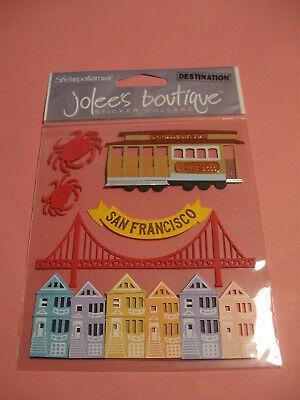 Stickopotamus
DESTINATION
jolee's boutique
STICKER COLLAGE
SAN FRANCISCO